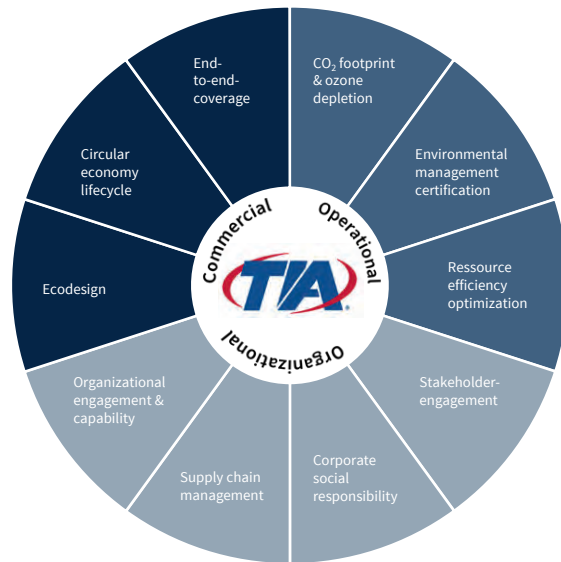 End-
to-end-
coverage
CO₂ footprint
& ozone
depletion
Environmental
management
certification
Ressource
efficiency
optimization
Stakeholder-
engagement
Corporate
social
responsibility
Supply chain
management
Organizational
engagement &
capability
Ecodesign
Circular
economy
lifecycle
Commercial
Operational
Organizational
TIA®